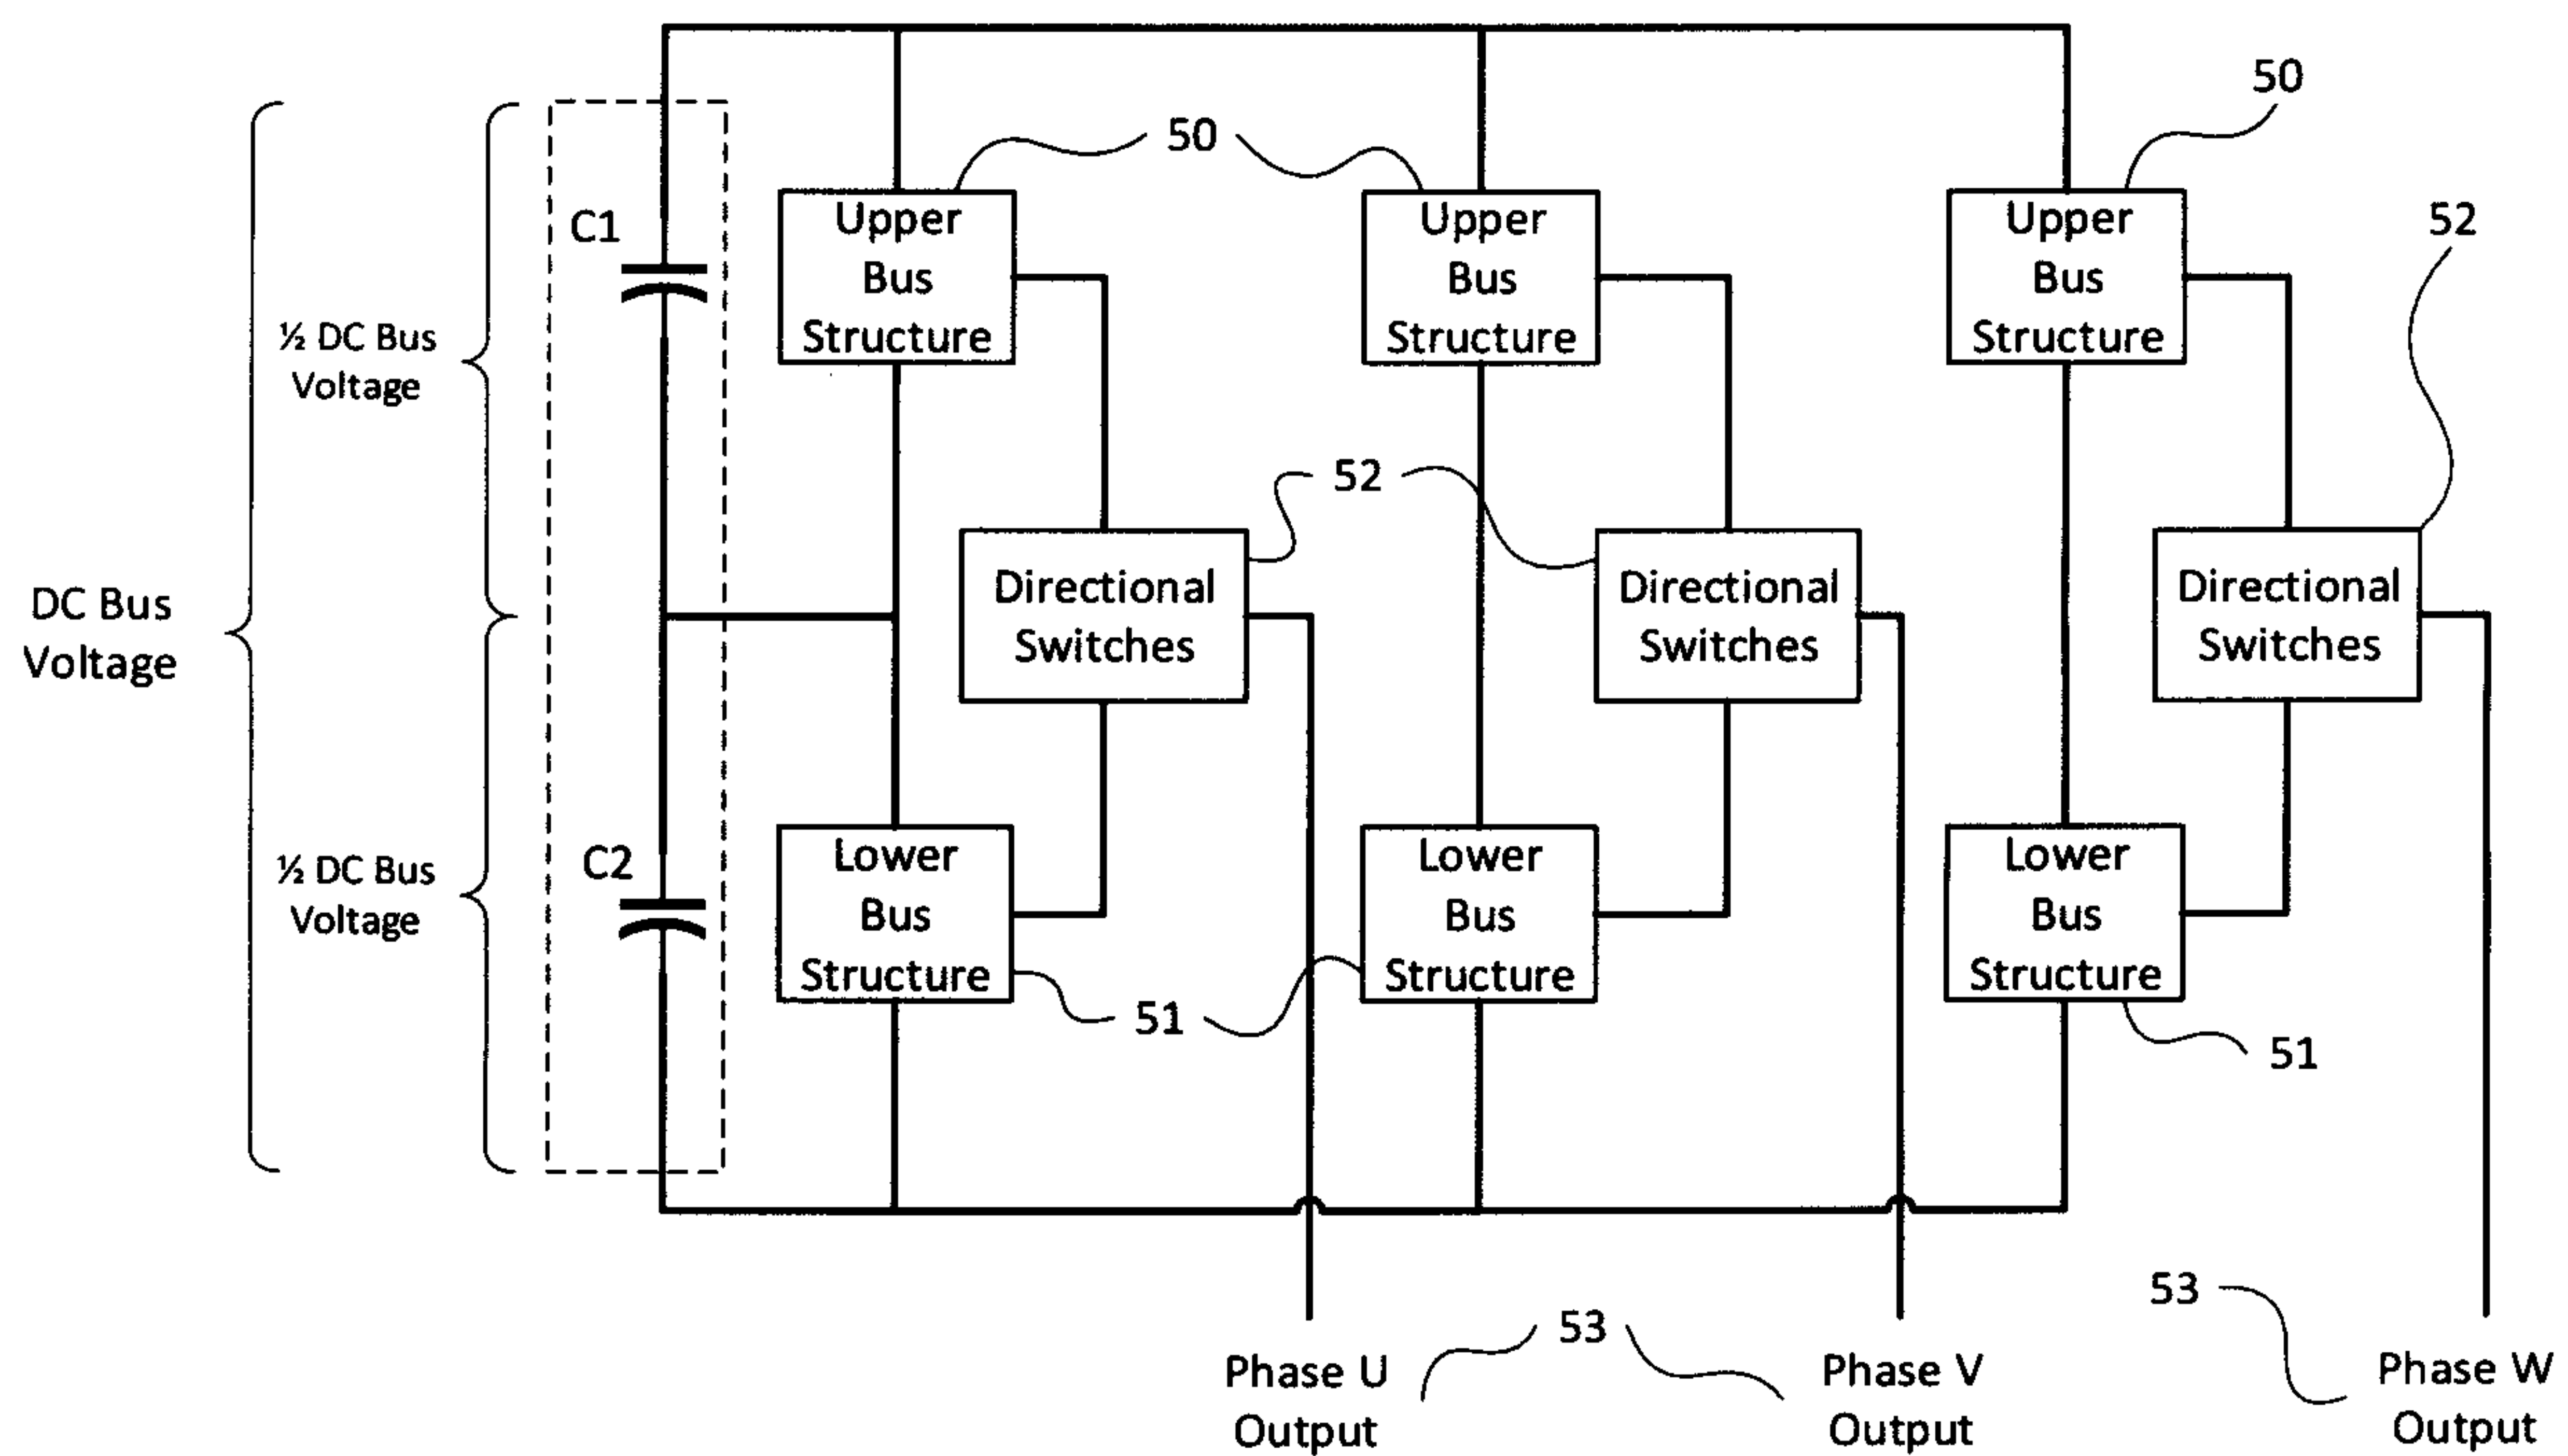 50
50
52
C1
Upper
Bus
Structure
Upper
Bus
Structure
Upper
Bus
Structure
½ DC Bus
Voltage
52
DC Bus
Voltage
Directional
Switches
Directional
Switches
Directional
Switches
C2
½ DC Bus
Voltage
Lower
Bus
Structure
Lower
Bus
Structure
Lower
Bus
Structure
51
51
53
53
Phase U
Output
Phase V
Output
Phase W
Output